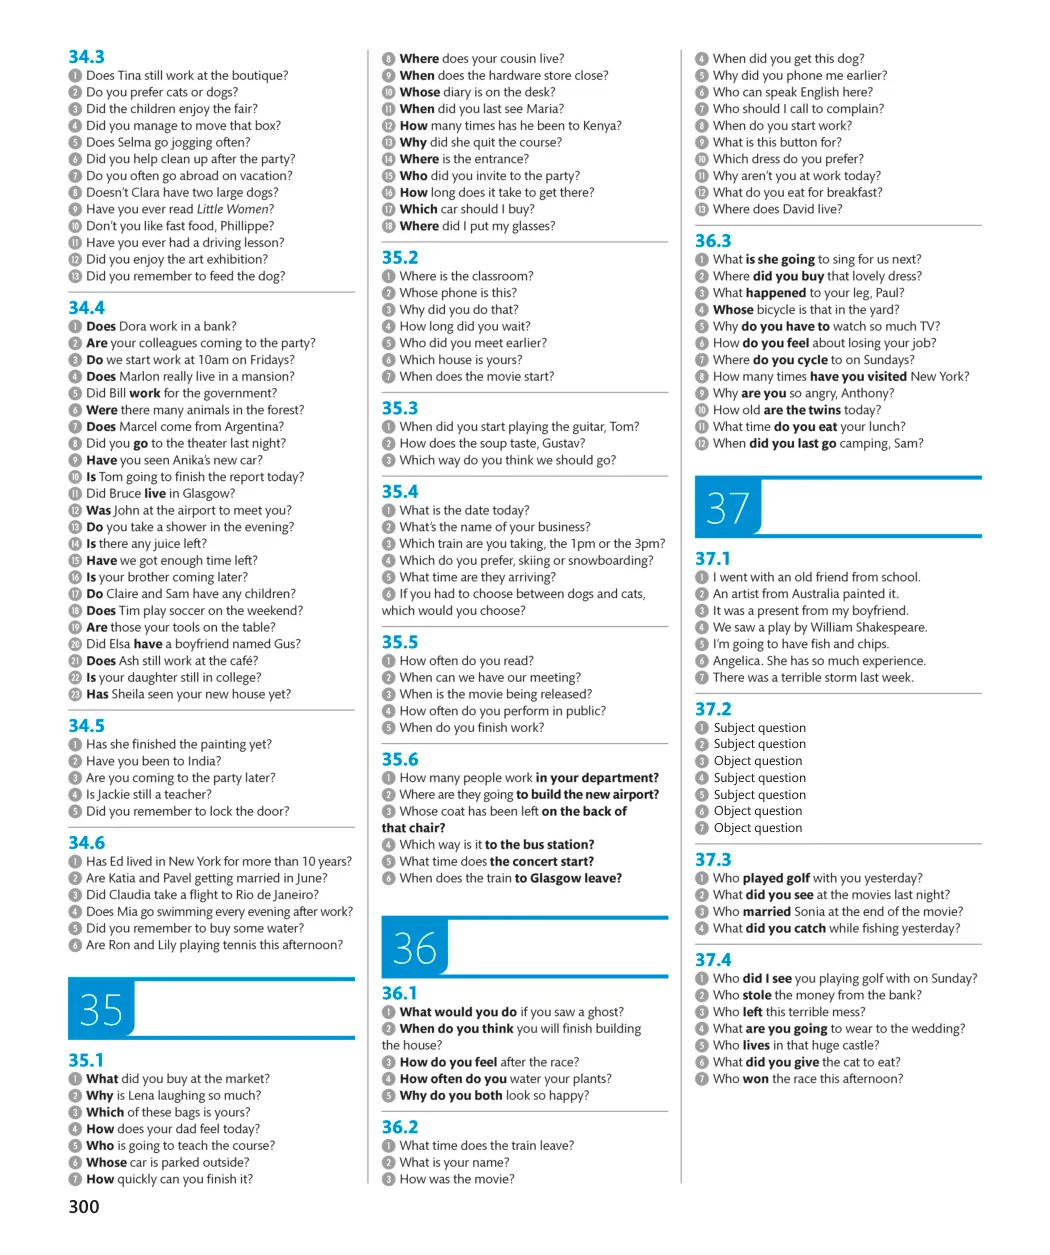 34.3
1 Does Tina still work at the boutique?
2 Do you prefer cats or dogs?
3 Did the children enjoy the fair?
4 Did you manage to move that box?
5 Does Selma go jogging often?
6 Did you help clean up after the party?
7 Do you often go abroad on vacation?
8 Doesn't Clara have two large dogs?
9 Have you ever read Little Women?
10 Don't you like fast food, Phillippe?
11 Have you ever had a driving lesson?
12 Did you enjoy the art exhibition?
13 Did you remember to feed the dog?
34.4
1 Does Dora work in a bank?
2 Are your colleagues coming to the party?
3 Do we start work at 10am on Fridays?
4 Does Marlon really live in a mansion?
5 Did Bill work for the government?
6 Were there many animals in the forest?
7 Does Marcel come from Argentina?
8 Did you go to the theater last night?
9 Have you seen Anika's new car?
10 Is Tom going to finish the report today?
11 Did Bruce live in Glasgow?
12 Was John at the airport to meet you?
13 Do you take a shower in the evening?
14 Is there any juice left?
15 Have we got enough time left?
16 Is your brother coming later?
17 Do Claire and Sam have any children?
18 Does Tim play soccer on the weekend?
19 Are those your tools on the table?
20 Did Elsa have a boyfriend named Gus?
21 Does Ash still work at the café?
22 Is your daughter still in college?
23 Has Sheila seen your new house yet?
34.5
1 Has she finished the painting yet?
2 Have you been to India?
3 Are you coming to the party later?
4 Is Jackie still a teacher?
5 Did you remember to lock the door?
34.6
1 Has Ed lived in New York for more than 10 years?
2 Are Katia and Pavel getting married in June?
3 Did Claudia take a flight to Rio de Janeiro?
4 Does Mia go swimming every evening after work?
5 Did you remember to buy some water?
6 Are Ron and Lily playing tennis this afternoon?
35
35.1
1 What did you buy at the market?
2 Why is Lena laughing so much?
3 Which of these bags is yours?
4 How does your dad feel today?
5 Who is going to teach the course?
6 Whose car is parked outside?
7 How quickly can you finish it?
8 Where does your cousin live?
9 When does the hardware store close?
10 Whose diary is on the desk?
11 When did you last see Maria?
12 How many times has he been to Kenya?
13 Why did she quit the course?
14 Where is the entrance?
15 Who did you invite to the party?
16 How long does it take to get there?
17 Which car should I buy?
18 Where did I put my glasses?
35.2
1 Where is the classroom?
2 Whose phone is this?
3 Why did you do that?
4 How long did you wait?
5 Who did you meet earlier?
6 Which house is yours?
7 When does the movie start?
35.3
1 When did you start playing the guitar, Tom?
2 How does the soup taste, Gustav?
3 Which way do you think we should go?
35.4
1 What is the date today?
2 What's the name of your business?
3 Which train are you taking, the 1pm or the 3pm?
4 Which do you prefer, skiing or snowboarding?
5 What time are they arriving?
6 If you had to choose between dogs and cats,
which would you choose?
35.5
1 How often do you read?
2 When can we have our meeting?
3 When is the movie being released?
4 How often do you perform in public?
5 When do you finish work?
35.6
1 How many people work in your department?
2 Where are they going to build the new airport?
3 Whose coat has been left on the back of
that chair?
4 Which way is it to the bus station?
5 What time does the concert start?
6 When does the train to Glasgow leave?
36
36.1
1 What would you do if you saw a ghost?
2 When do you think you will finish building
the house?
3 How do you feel after the race?
4 How often do you water your plants?
5 Why do you both look so happy?
36.2
1 What time does the train leave?
2 What is your name?
3 How was the movie?
4 When did you get this dog?
5 Why did you phone me earlier?
6 Who can speak English here?
7 Who should I call to complain?
8 When do you start work?
9 What is this button for?
10 Which dress do you prefer?
11 Why aren't you at work today?
12 What do you eat for breakfast?
13 Where does David live?
36.3
1 What is she going to sing for us next?
2 Where did you buy that lovely dress?
3 What happened to your leg, Paul?
4 Whose bicycle is that in the yard?
5 Why do you have to watch so much TV?
6 How do you feel about losing your job?
7 Where do you cycle to on Sundays?
8 How many times have you visited New York?
9 Why are you so angry, Anthony?
10 How old are the twins today?
11 What time do you eat your lunch?
12 When did you last go camping, Sam?
37
37.1
1 I went with an old friend from school.
2 An artist from Australia painted it.
3 It was a present from my boyfriend.
4 We saw a play by William Shakespeare.
5 I'm going to have fish and chips.
6 Angelica. She has so much experience.
7 There was a terrible storm last week.
37.2
1 Subject question
2 Subject question
3 Object question
4 Subject question
5 Subject question
6 Object question
7 Object question
37.3
1 Who played golf with you yesterday?
2 What did you see at the movies last night?
3 Who married Sonia at the end of the movie?
4 What did you catch while fishing yesterday?
37.4
1 Who did I see you playing golf with on Sunday?
2 Who stole the money from the bank?
3 Who left this terrible mess?
4 What are you going to wear to the wedding?
5 Who lives in that huge castle?
6 What did you give the cat to eat?
7 Who won the race this afternoon?
300